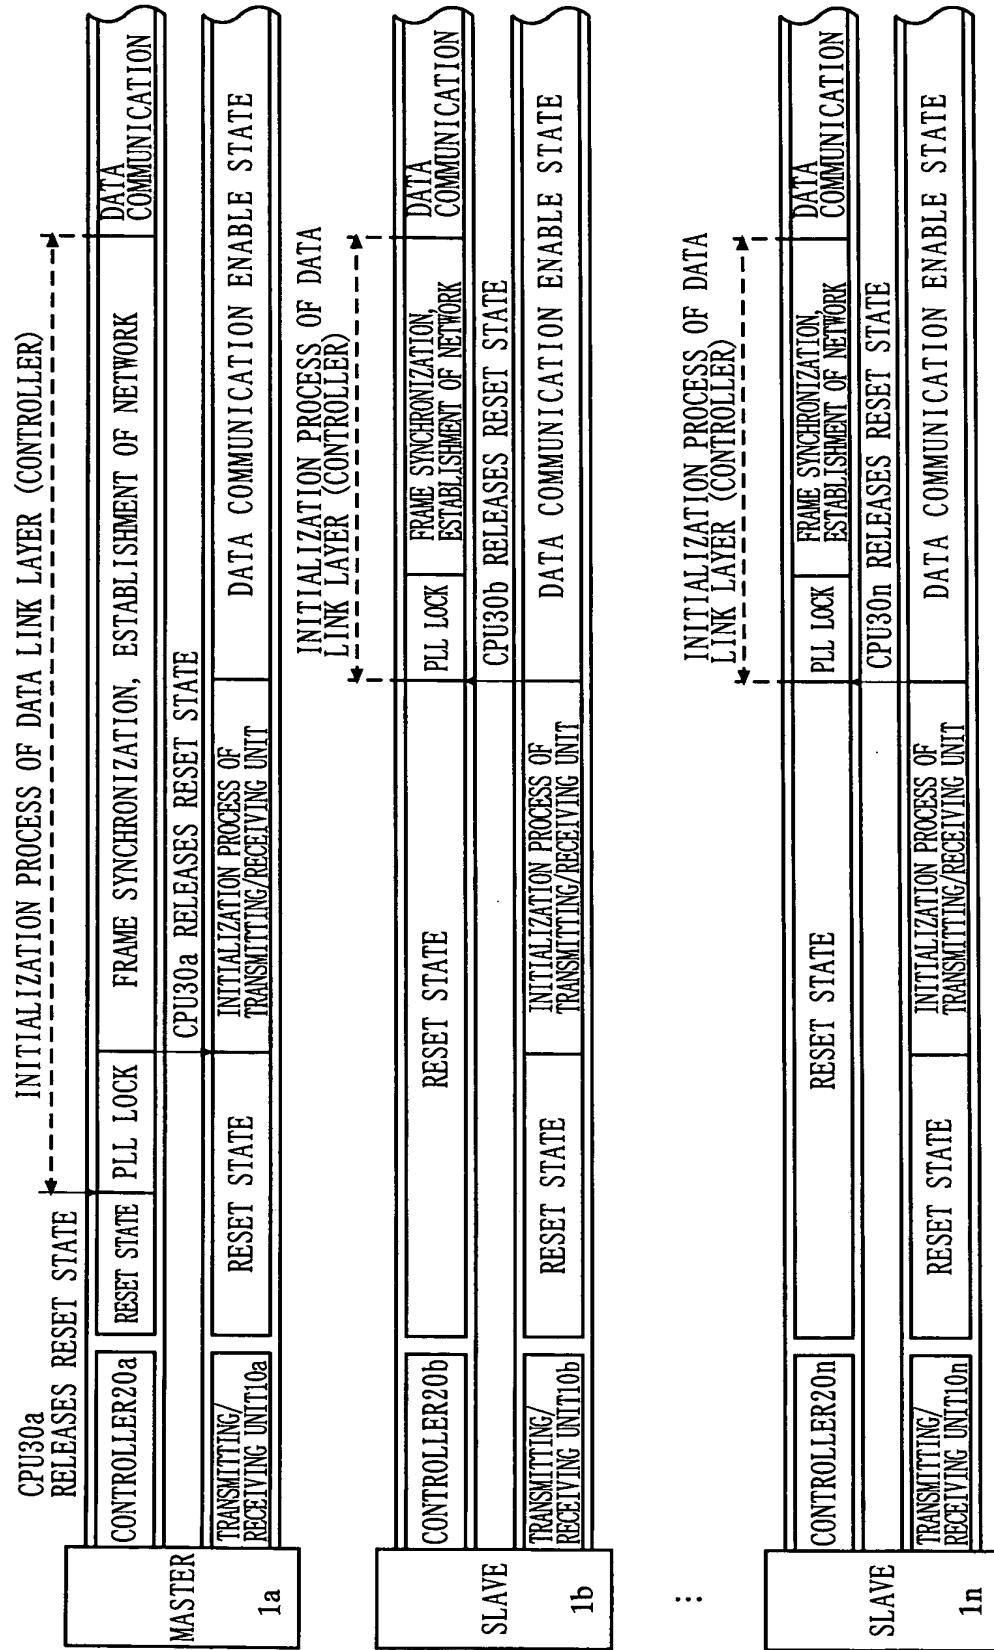 INITIALIZATION PROCESS OF DATA LINK LAYER (CONTROLLER)
CPU30a
RELEASES RESET STATE
MASTER
1a
CONTROLLER20a
RESET STATE
PLL LOCK
FRAME SYNCHRONIZATION, ESTABLISHMENT OF NETWORK
DATA
COMMUNICATION
CPU30a RELEASES RESET STATE
TRANSMITTING/
RECEIVING UNIT10a
RESET STATE
INITIALIZATION PROCESS OF
TRANSMITTING/RECEIVING UNIT
DATA COMMUNICATION ENABLE STATE
INITIALIZATION PROCESS OF DATA
LINK LAYER (CONTROLLER)
SLAVE
1b
CONTROLLER20b
RESET STATE
PLL LOCK
FRAME SYNCHRONIZATION,
ESTABLISHMENT OF NETWORK
DATA
COMMUNICATION
CPU30b RELEASES RESET STATE
TRANSMITTING/
RECEIVING UNIT10b
RESET STATE
INITIALIZATION PROCESS OF
TRANSMITTING/RECEIVING UNIT
DATA COMMUNICATION ENABLE STATE
...
INITIALIZATION PROCESS OF DATA
LINK LAYER (CONTROLLER)
SLAVE
1n
CONTROLLER20n
RESET STATE
PLL LOCK
FRAME SYNCHRONIZATION,
ESTABLISHMENT OF NETWORK
DATA
COMMUNICATION
CPU30n RELEASES RESET STATE
TRANSMITTING/
RECEIVING UNIT10n
RESET STATE
INITIALIZATION PROCESS OF
TRANSMITTING/RECEIVING UNIT
DATA COMMUNICATION ENABLE STATE